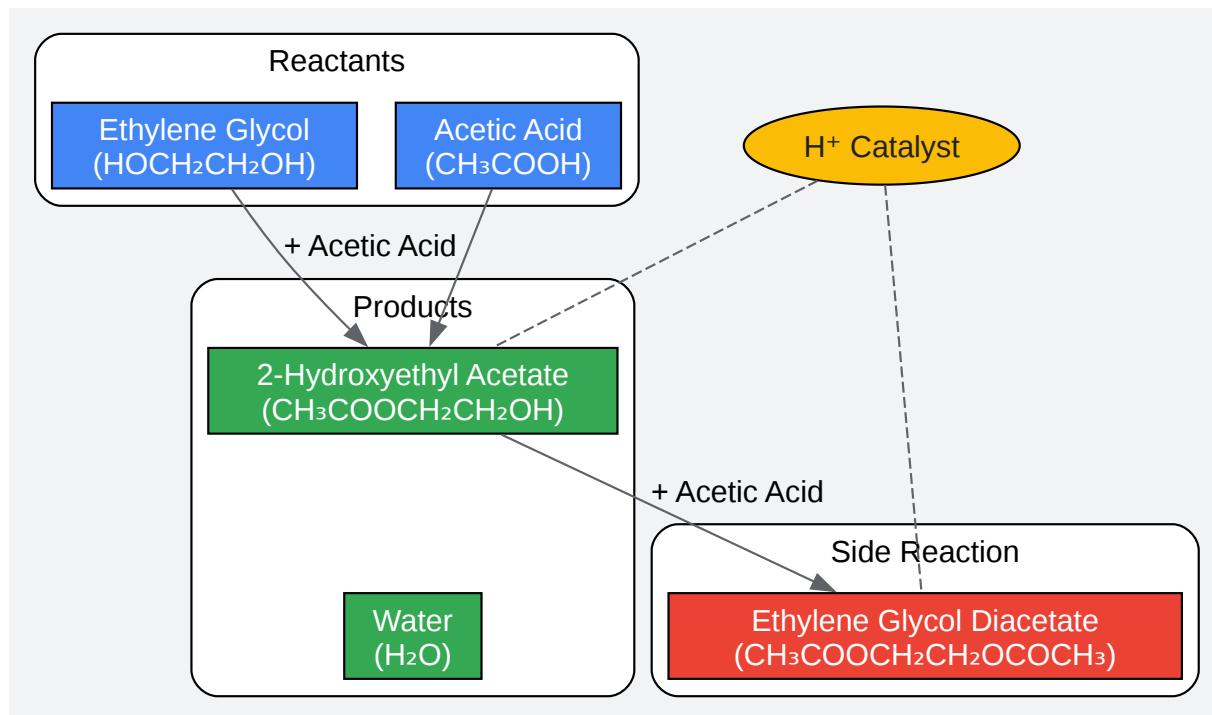 Reactants
Ethylene Glycol
(HOCH₂CH₂OH)
Acetic Acid
(CH₃COOH)
H⁺ Catalyst
+ Acetic Acid
Products
2-Hydroxyethyl Acetate
(CH₃COOCH₂CH₂OH)
+ Acetic Acid
Side Reaction
Water
(H₂O)
Ethylene Glycol Diacetate
(CH₃COOCH₂CH₂OCOCH₃)